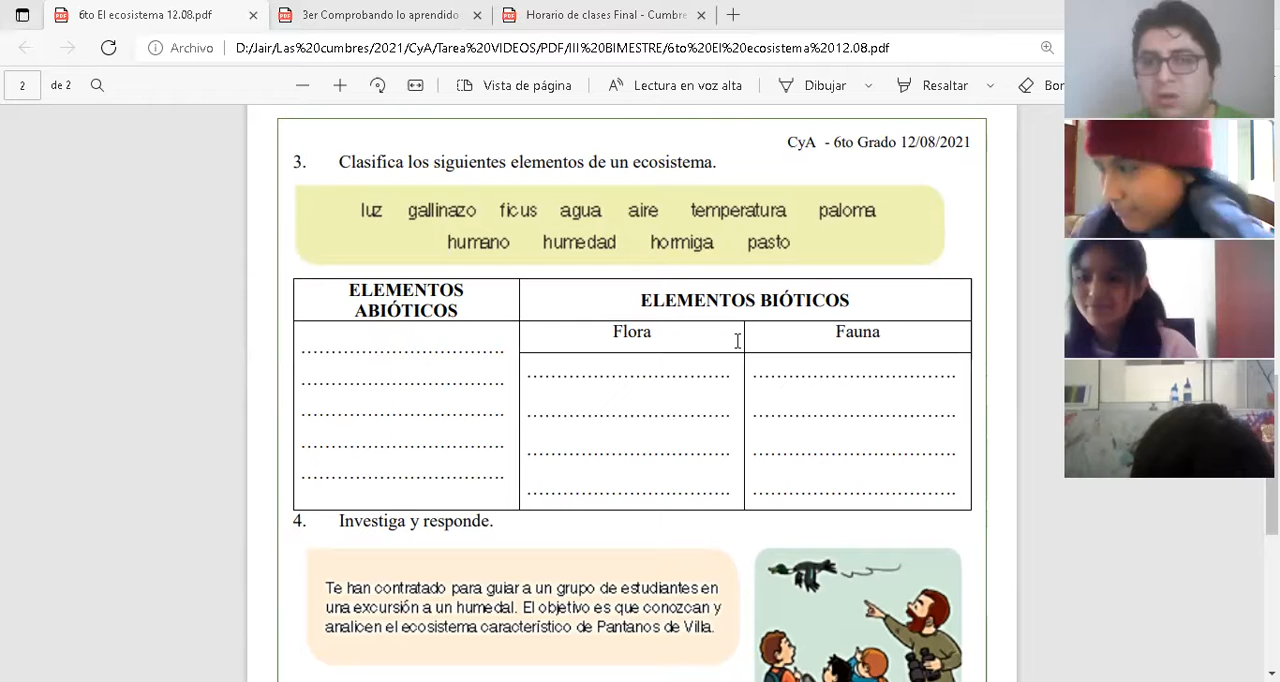 6to El ecosistema 12.08.pdf
3er Comprobando lo aprendido
Horario de clases Final - Cumbre
Archivo
D:/Jair/Las%20cumbres/2021/CyA/Tarea%20VIDEOS/PDF/III%20BIMESTRE/6to%20El%20ecosistema%2012.08.pdf
2
de 2
Vista de página
Lectura en voz alta
Dibujar
Resaltar
Bor
CyA - 6to Grado 12/08/2021
3. Clasifica los siguientes elementos de un ecosistema.
luz gallinazo ficus agua aire temperatura paloma
humano humedad hormiga pasto
ELEMENTOS
ABIÓTICOS
ELEMENTOS BIÓTICOS
Flora
Fauna
4. Investiga y responde.
Te han contratado para guiar a un grupo de estudiantes en
una excursión a un humedal. El objetivo es que conozcan y
analicen el ecosistema característico de Pantanos de Villa.